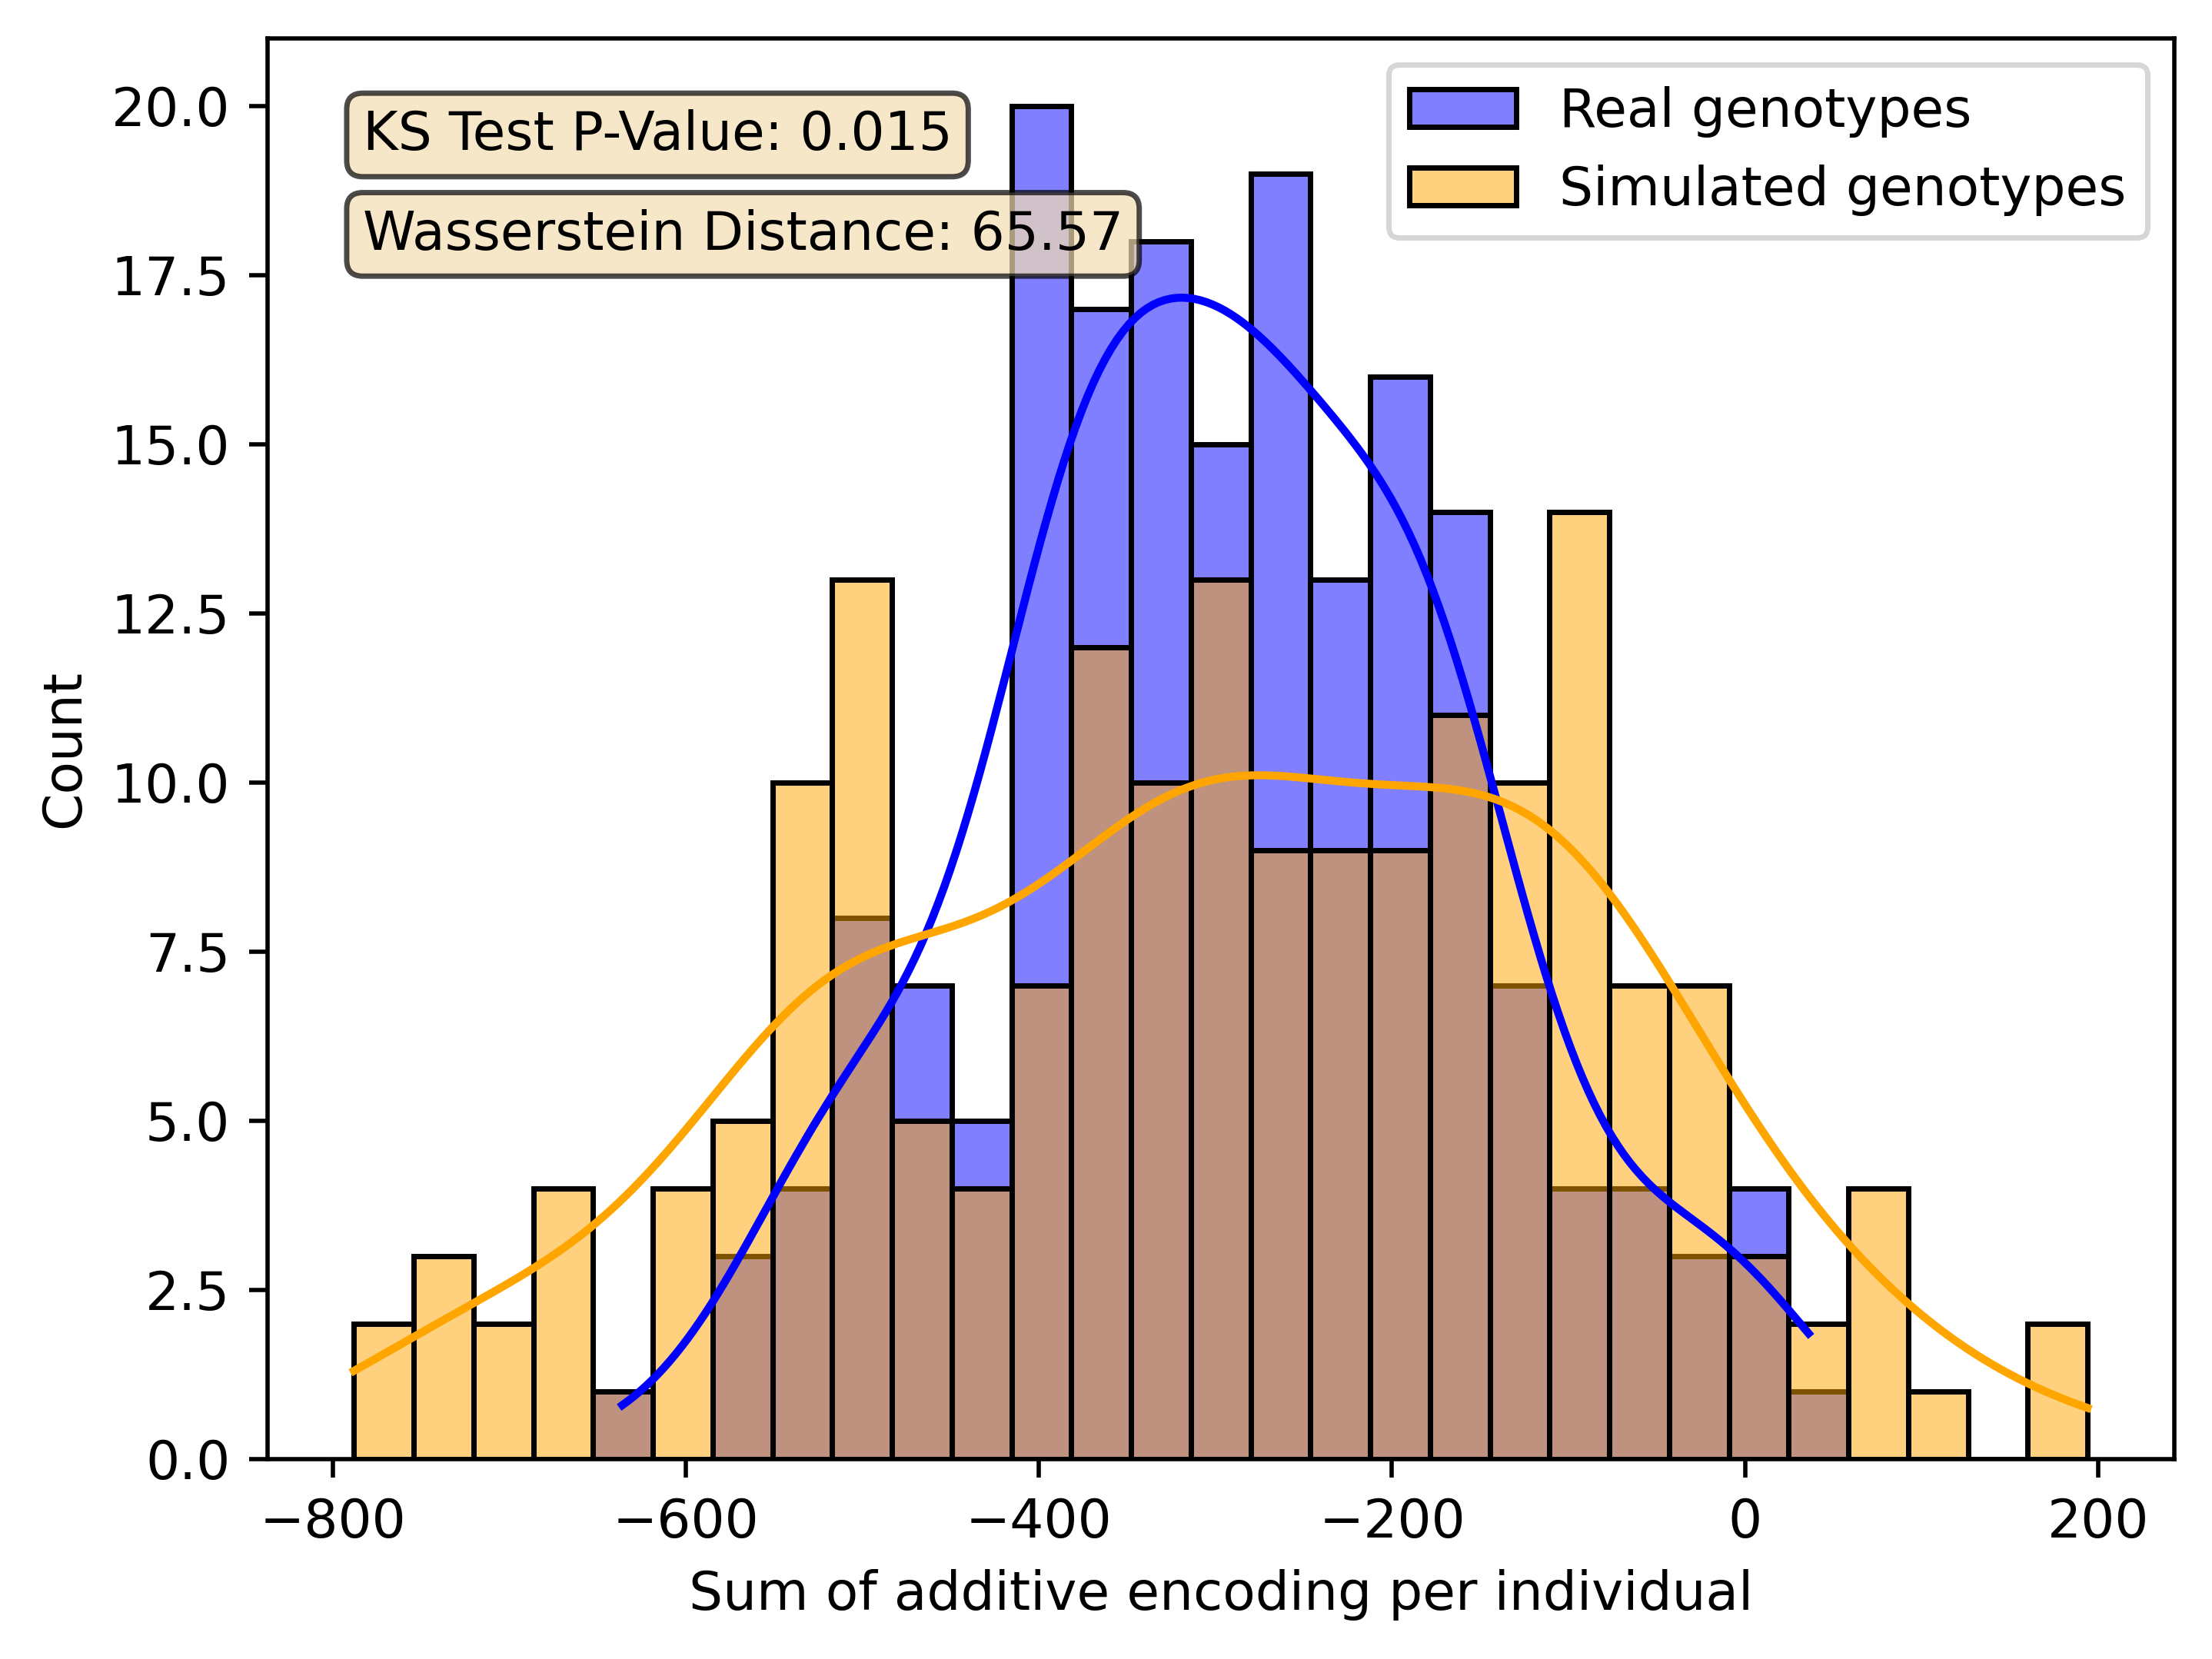 KS Test P-Value: 0.015
Wasserstein Distance: 65.57
Real genotypes
Simulated genotypes
Count
20.0
17.5
15.0
12.5
10.0
7.5
5.0
2.5
0.0
−800
−600
−400
−200
0
200
Sum of additive encoding per individual